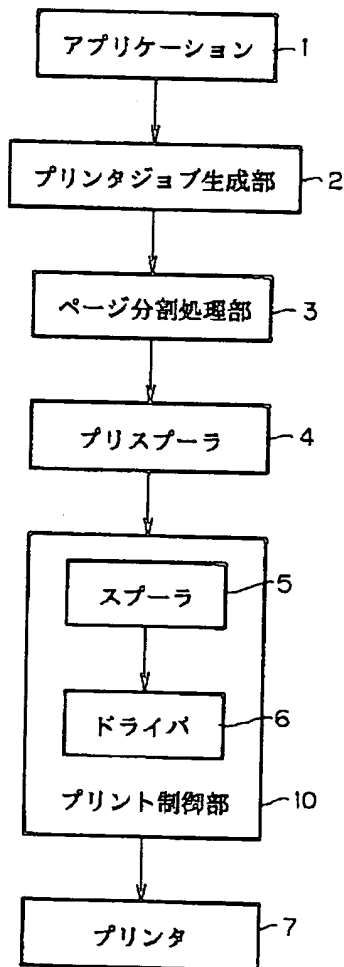 アプリケーション 1
プリンタジョブ生成部 2
ページ分割処理部 3
プリスプーラ 4
スプーラ 5
ドライバ 6
プリント制御部 10
プリンタ 7